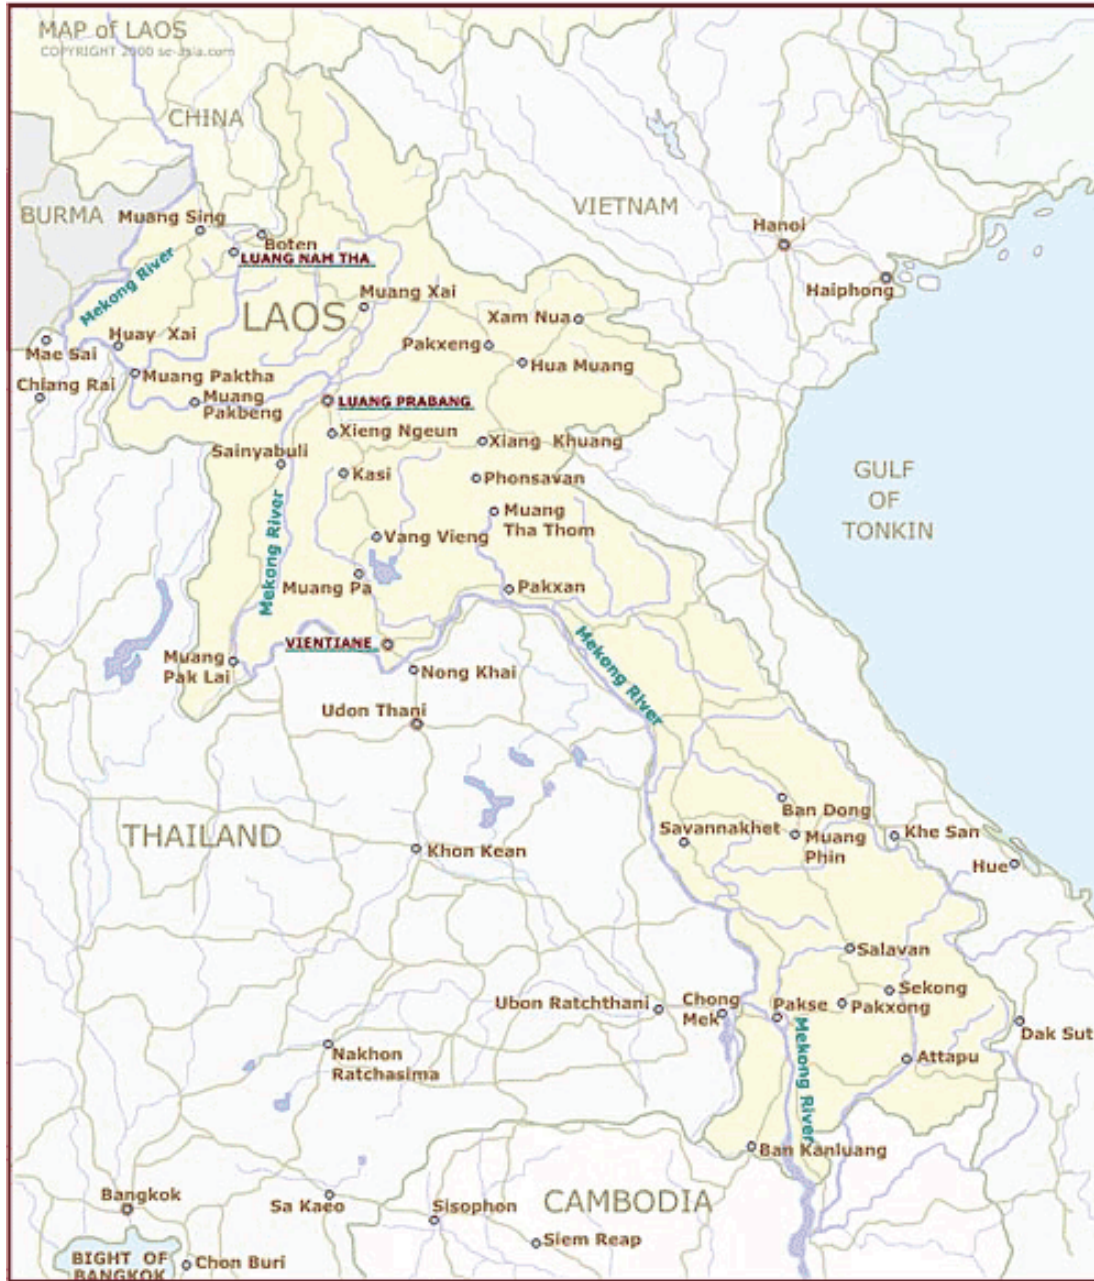 MAP of LAOS
COPYRIGHT 2000 se-asia.com
CHINA
BURMA
Muang Sing
VIETNAM
Hanoi
Boten
LUANG NAM THA
Mekong River
Haiphong
Muang Xai
LAOS
Xam Nua
Huay Xai
Pakxeng
Mae Sai
Hua Muang
Chiang Rai
Muang Paktha
Muang
Pakbeng
LUANG PRABANG
Xieng Ngeun
Xiang Khuang
Sainyabuli
Kasi
Phonsavan
GULF
OF
TONKIN
Mekong River
Muang
Tha Thom
Vang Vieng
Muang Pa
Pakxan
VIENTIANE
Mekong River
Muang
Pak Lai
Nong Khai
Udon Thani
Ban Dong
THAILAND
Savannakhet
Muang
Phin
Khe San
Khon Kean
Hue
Salavan
Sekong
Ubon Ratchthani
Chong
Mek
Pakse
Pakxong
Dak Sut
Mekong River
Nakhon
Ratchasima
Attapu
Ban Kanluang
Bangkok
Sa Kaeo
Sisophon
CAMBODIA
Siem Reap
BIGHT OF
BANGKOK
Chon Buri